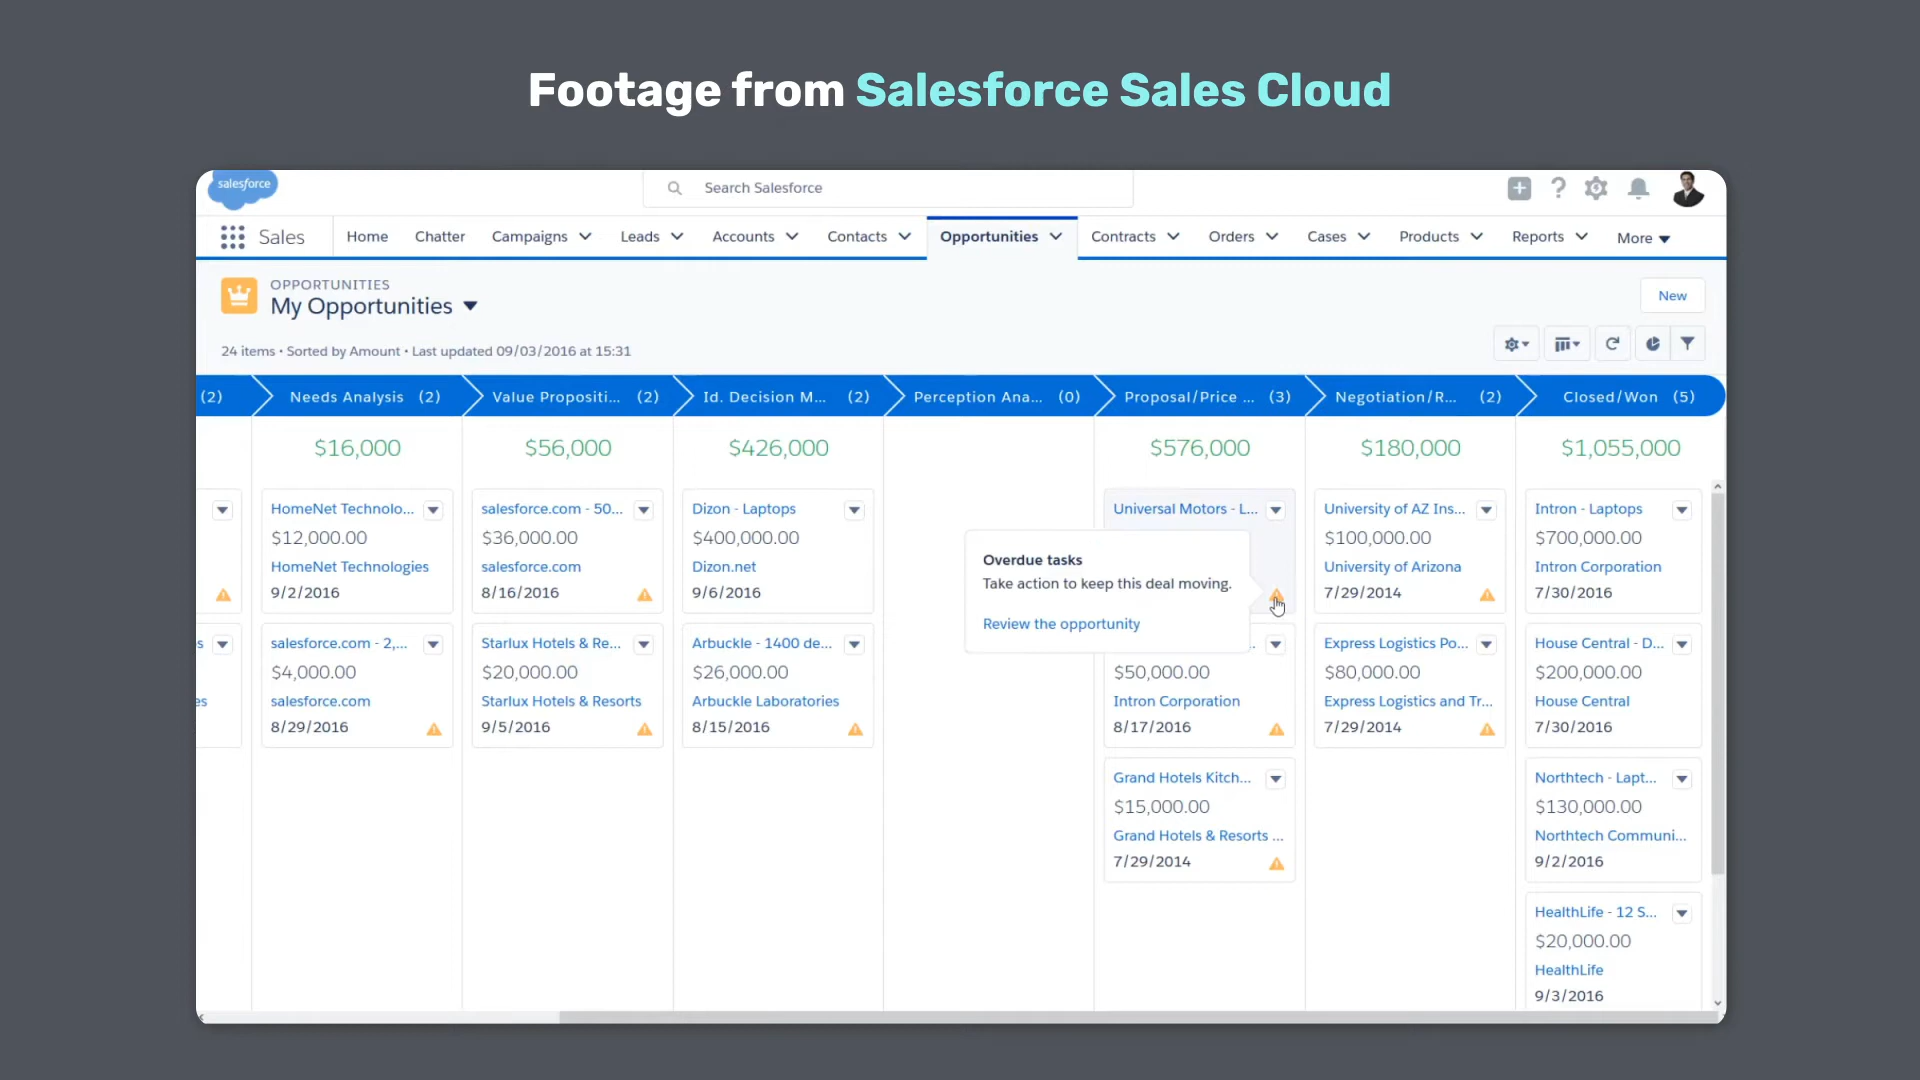 Footage from Salesforce Sales Cloud
salesforce
Search Salesforce
Sales
Home
Chatter
Campaigns
Leads
Accounts
Contacts
Opportunities
Contracts
Orders
Cases
Products
Reports
More
OPPORTUNITIES
My Opportunities
New
24 items • Sorted by Amount • Last updated 09/03/2016 at 15:31
(2)
Needs Analysis (2)
Value Propositi... (2)
Id. Decision M... (2)
Perception Ana... (0)
Proposal/Price ... (3)
Negotiation/R... (2)
Closed/Won (5)
s
es
$16,000
HomeNet Technolo...
$12,000.00
HomeNet Technologies
9/2/2016
salesforce.com - 2,...
$4,000.00
salesforce.com
8/29/2016
$56,000
salesforce.com - 50...
$36,000.00
salesforce.com
8/16/2016
Starlux Hotels & Re...
$20,000.00
Starlux Hotels & Resorts
9/5/2016
$426,000
Dizon - Laptops
$400,000.00
Dizon.net
9/6/2016
Arbuckle - 1400 de...
$26,000.00
Arbuckle Laboratories
8/15/2016
Overdue tasks
Take action to keep this deal moving.
Review the opportunity
$576,000
Universal Motors - L...
$50,000.00
Intron Corporation
8/17/2016
Grand Hotels Kitch...
$15,000.00
Grand Hotels & Resorts ...
7/29/2014
$180,000
University of AZ Ins...
$100,000.00
University of Arizona
7/29/2014
Express Logistics Po...
$80,000.00
Express Logistics and Tr...
7/29/2014
$1,055,000
Intron - Laptops
$700,000.00
Intron Corporation
7/30/2016
House Central - D...
$200,000.00
House Central
7/30/2016
Northtech - Lapt...
$130,000.00
Northtech Communi...
9/2/2016
HealthLife - 12 S...
$20,000.00
HealthLife
9/3/2016